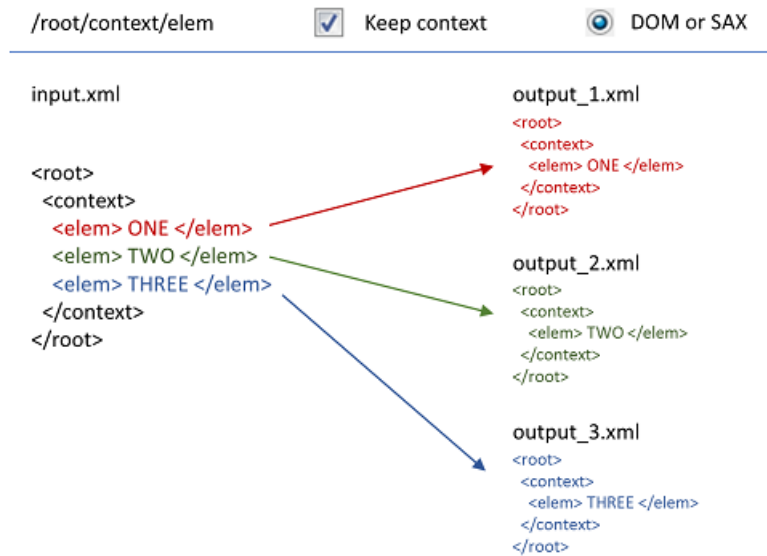 /root/context/elem Keep context DOM or SAX
input.xml
<root>
<context>
<elem> ONE </elem>
<elem> TWO </elem>
<elem> THREE </elem>
</context>
</root>
output_1.xml
<root>
<context>
<elem> ONE </elem>
</context>
</root>
output_2.xml
<root>
<context>
<elem> TWO </elem>
</context>
</root>
output_3.xml
<root>
<context>
<elem> THREE </elem>
</context>
</root>